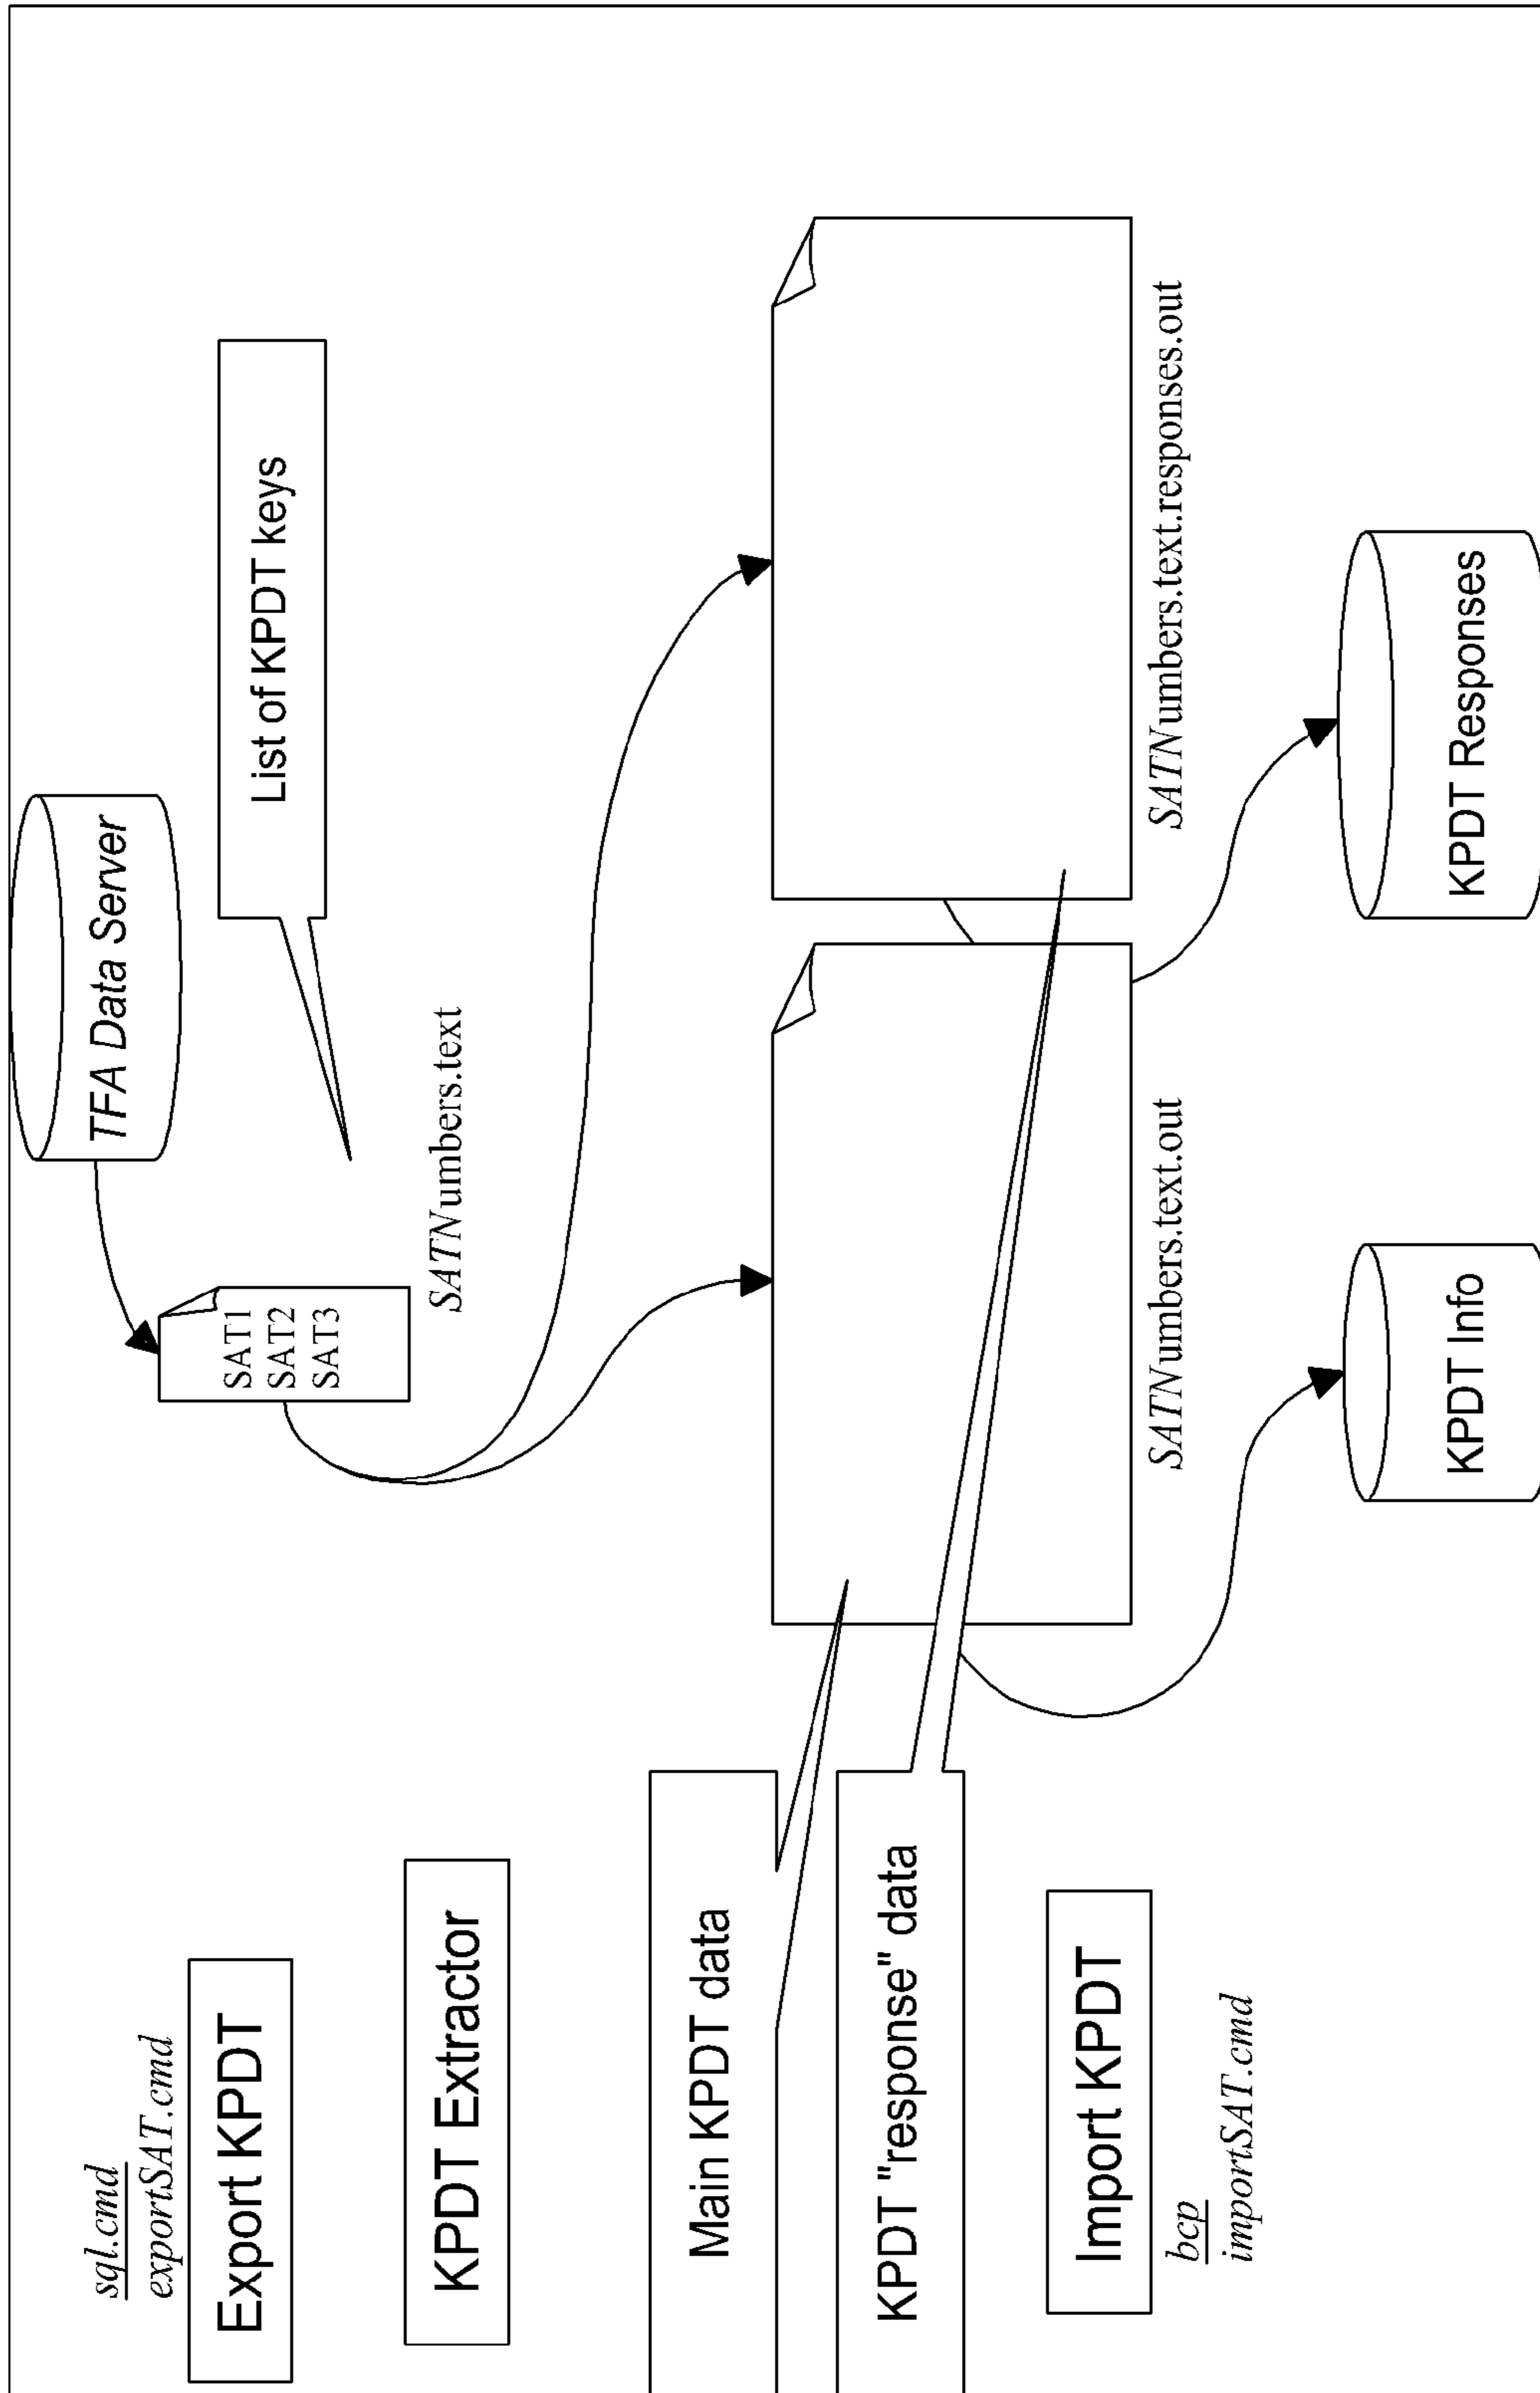 sql.cmd
exportSAT.cmd
Export KPDT
TFA Data Server
SAT1
SAT2
SAT3
List of KPDT keys
SATNumbers.text
KPDT Extractor
Main KPDT data
KPDT "response" data
SATNumbers.text.out
SATNumbers.text.responses.out
Import KPDT
bcp
importSAT.cmd
KPDT Info
KPDT Responses